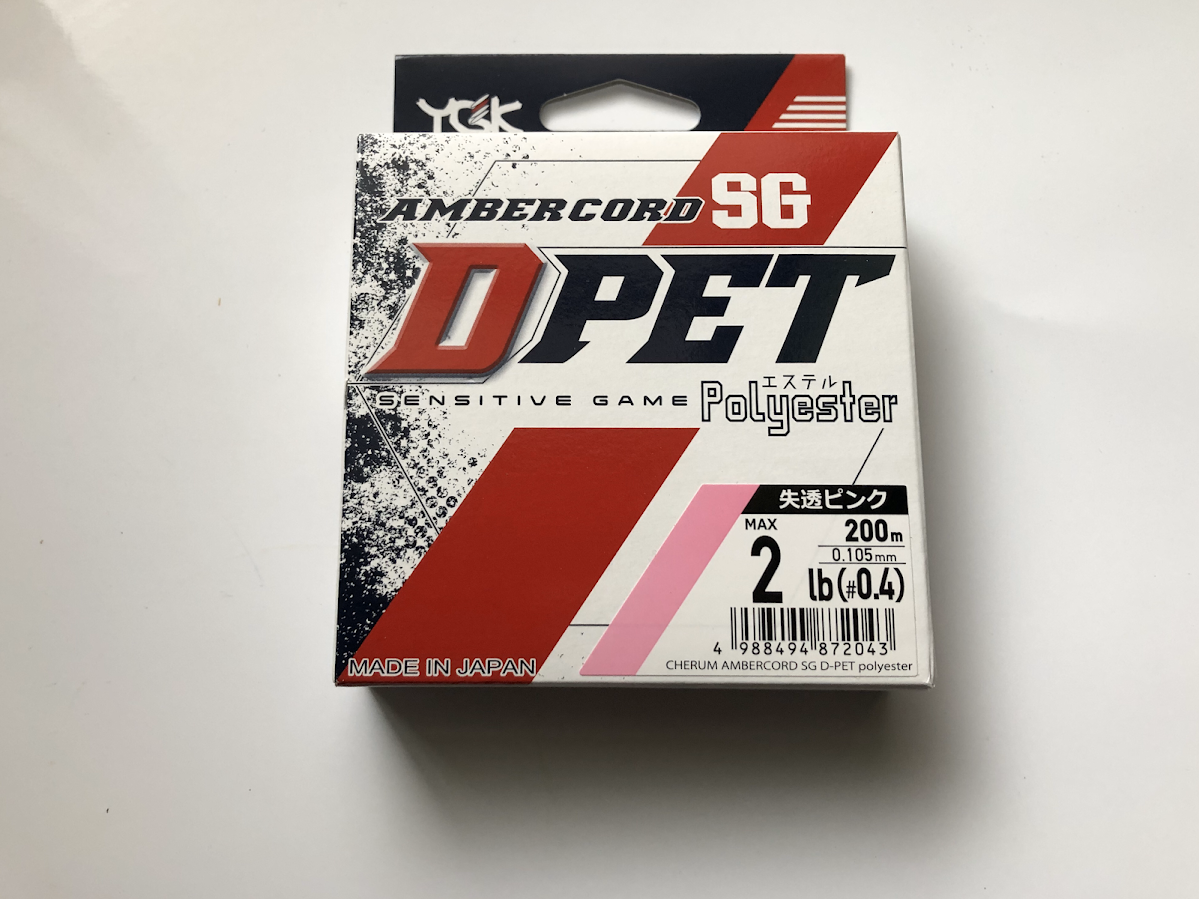 YGK
AMBERCORD SG
DPET
SENSITIVE GAME
エステル
Polyester
失透ピンク
MAX
2
200m
0.105mm
lb(#0.4)
4 988494 872043
CHERUM AMBERCORD SG D-PET polyester
MADE IN JAPAN